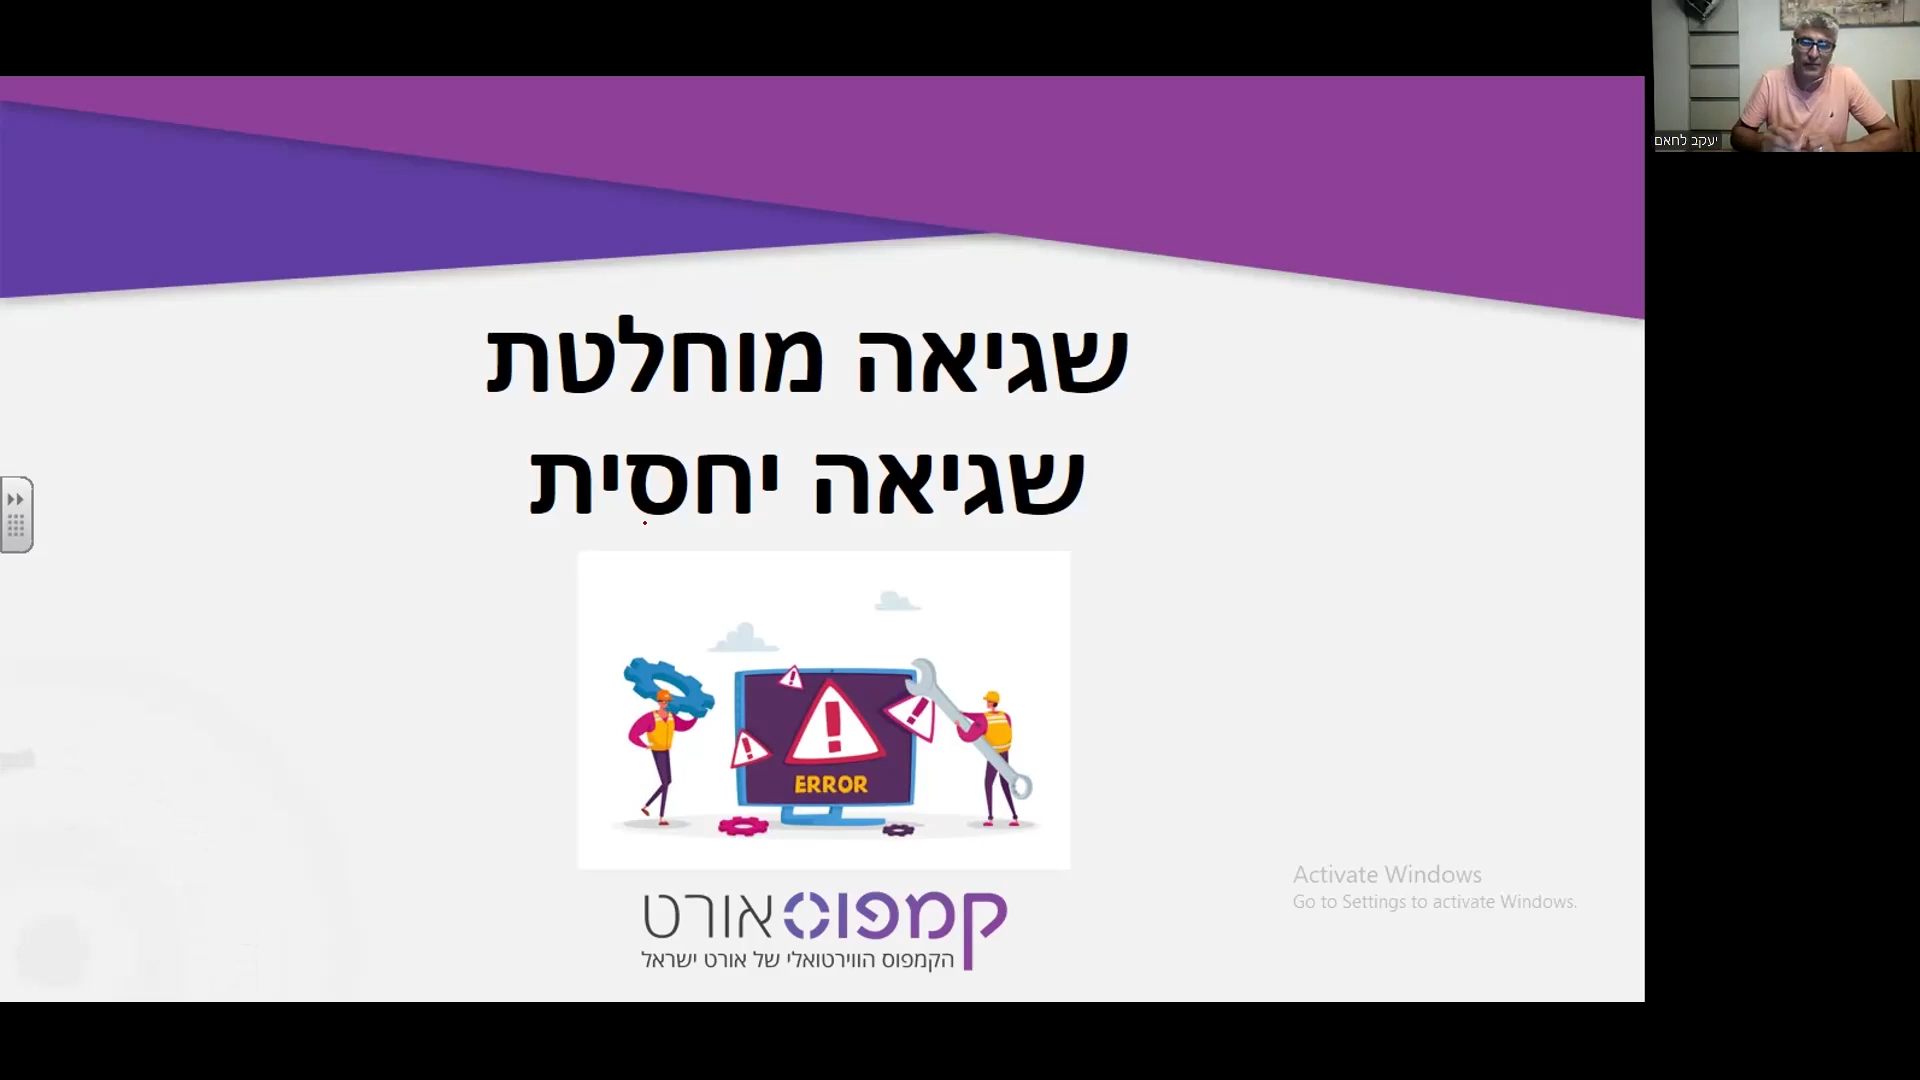 יעקב לחאם
שגיאה מוחלטת
שגיאה יחסית
ERROR
קמפוס אורט
הקמפוס הווירטואלי של אורט ישראל
Activate Windows
Go to Settings to activate Windows.